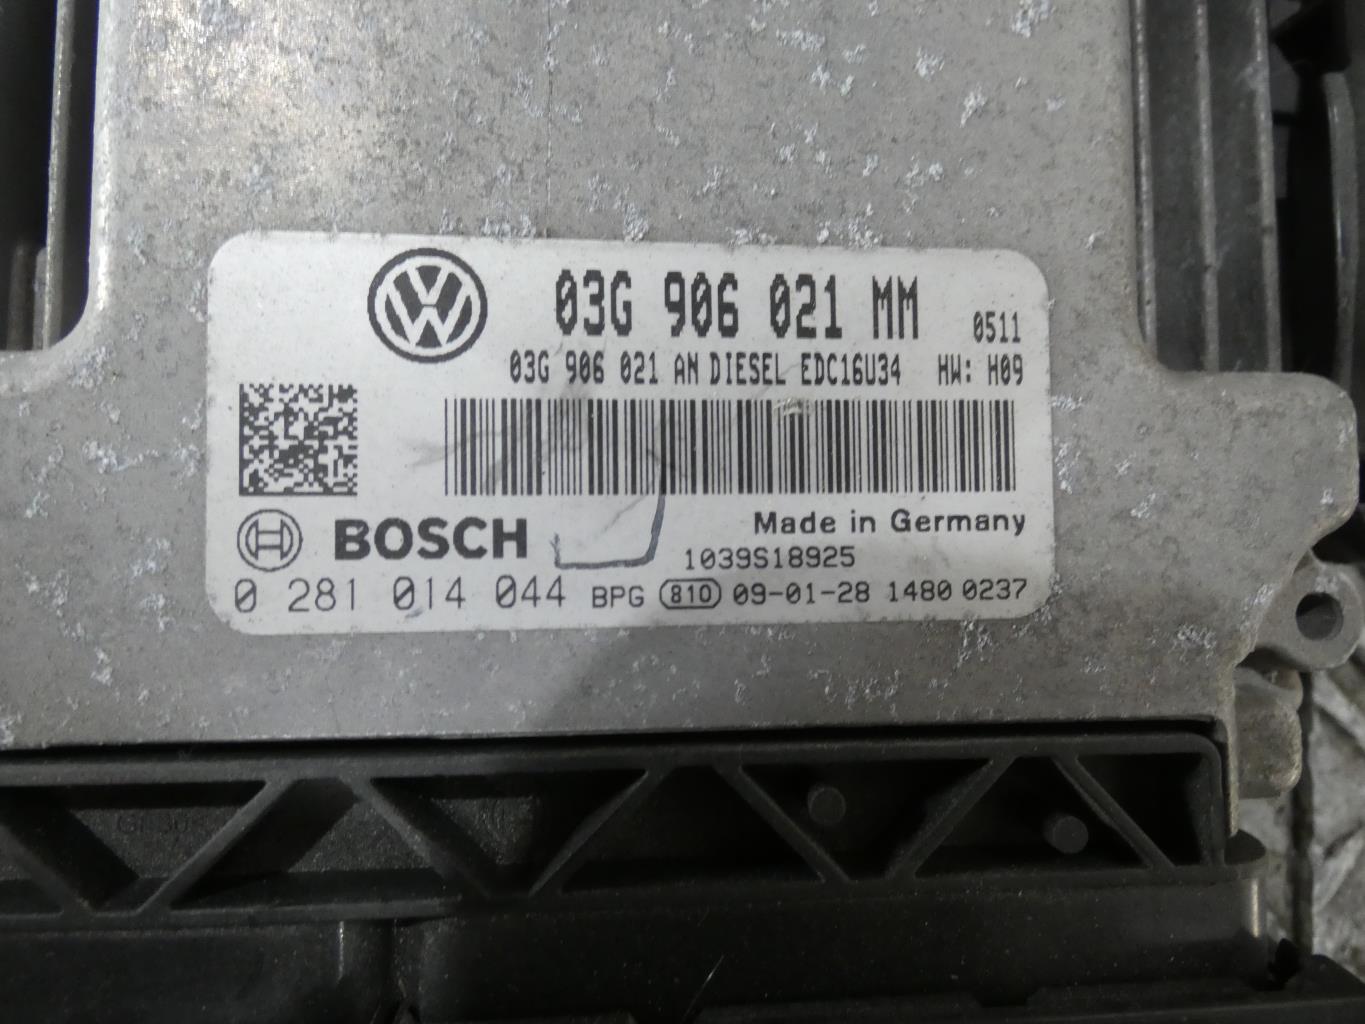 03G 906 021 MM 0511
03G 906 021 AN DIESEL EDC16U34 HW: H09
BOSCH
Made in Germany
1039S18925
0 281 014 044 BPG 810 09-01-28 1480 0237